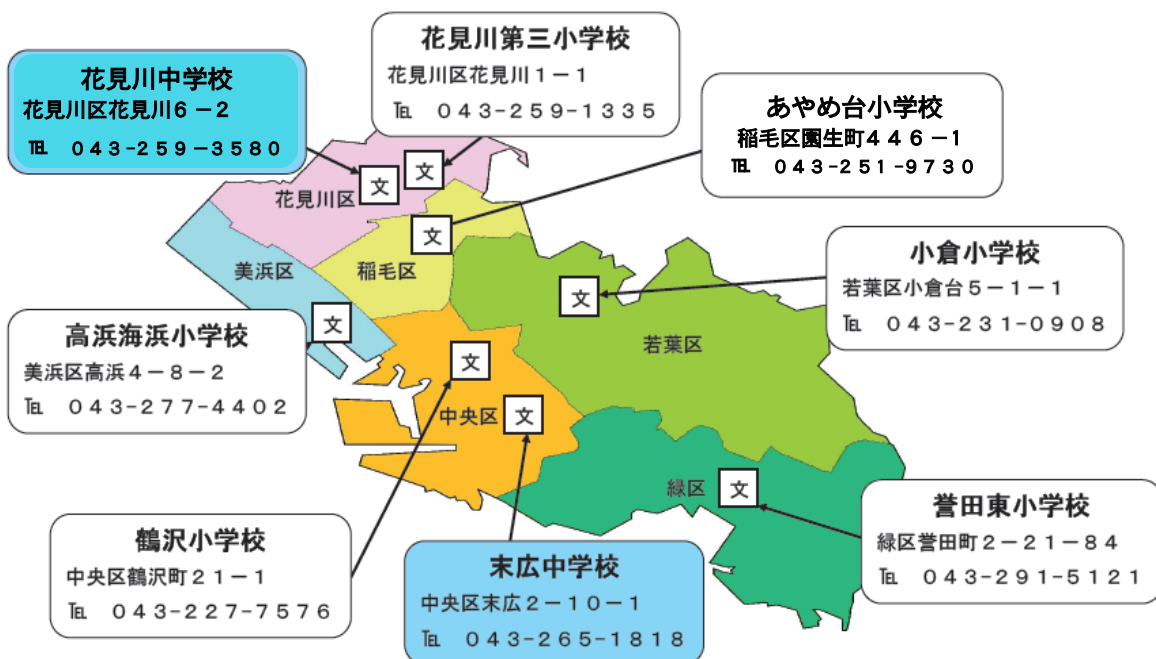 花見川第三小学校
花見川区花見川１－１
℡ ０４３-２５９-１３３５
花見川中学校
花見川区花見川６－２
℡ ０４３-２５９－３５８０
あやめ台小学校
稲毛区園生町４４６－１
℡ ０４３-２５１-９７３０
文
文
花見川区
文
小倉小学校
若葉区小倉台５－１－１
℡ ０４３-２３１-０９０８
美浜区
稲毛区
文
文
高浜海浜小学校
美浜区高浜４－８－２
℡ ０４３-２７７-４４０２
若葉区
文
中央区
文
緑区
文
誉田東小学校
緑区誉田町２－２１－８４
℡ ０４３-２９１-５１２１
鶴沢小学校
中央区鶴沢町２１－１
℡ ０４３-２２７-７５７６
末広中学校
中央区末広２－１０－１
℡ ０４３-２６５-１８１８